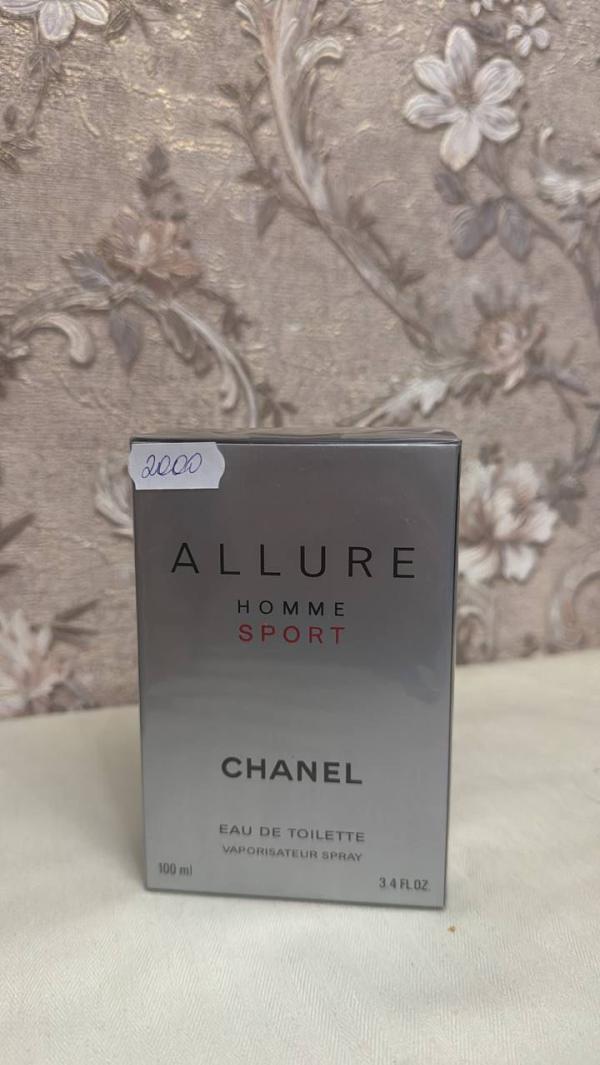 2000
ALLURE
HOMME
SPORT
CHANEL
EAU DE TOILETTE
VAPORISATEUR SPRAY
100 ml
3.4 FL.OZ.